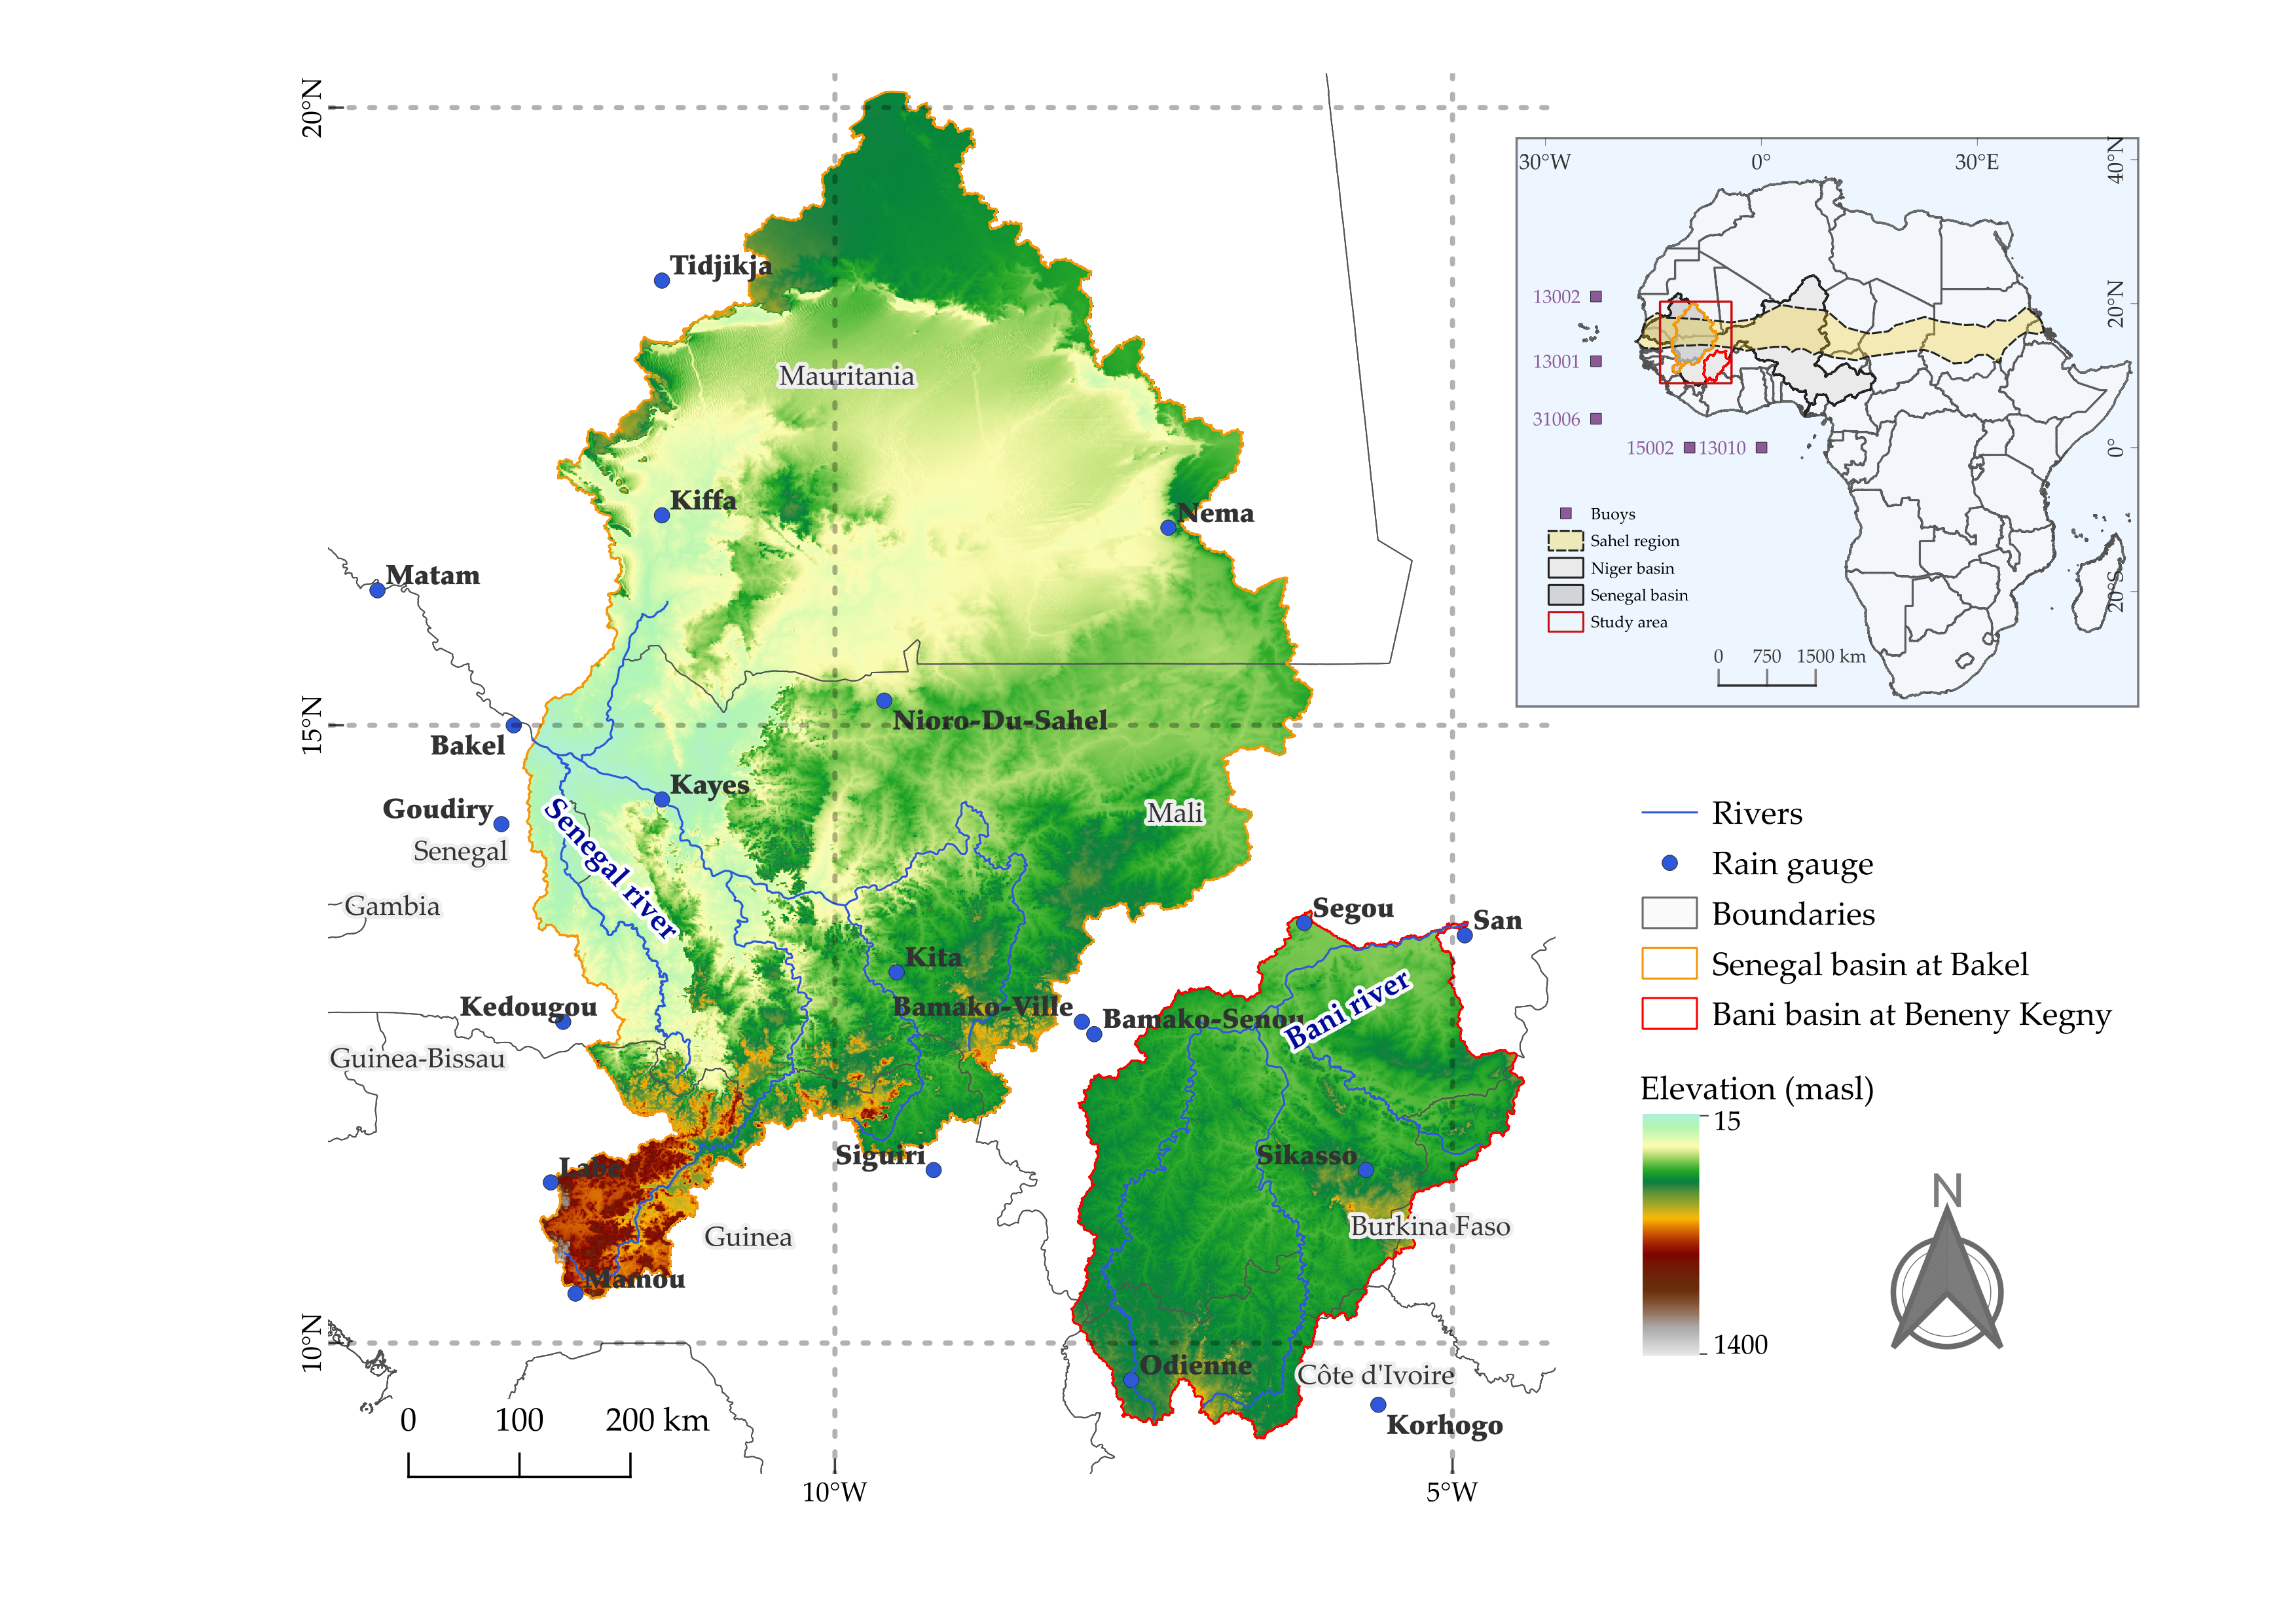 20°N
15°N
10°N
10°W
5°W
Tidjikja
Mauritania
Kiffa
Nema
Matam
Nioro-Du-Sahel
Bakel
Kayes
Goudiry
Senegal
Mali
Senegal river
Gambia
Segou
San
Kita
Bani river
Kedougou
Bamako-Ville
Bamako-Senou
Guinea-Bissau
Siguiri
Sikasso
Labe
Guinea
Burkina Faso
Mamou
Odienne
Côte d'Ivoire
Korhogo
0 100 200 km
30°W 0° 30°E
40°N
20°N
0°
20°S
13002
13001
31006
15002 13010
Buoys
Sahel region
Niger basin
Senegal basin
Study area
0 750 1500 km
Rivers
Rain gauge
Boundaries
Senegal basin at Bakel
Bani basin at Beneny Kegny
Elevation (masl)
15
1400
N